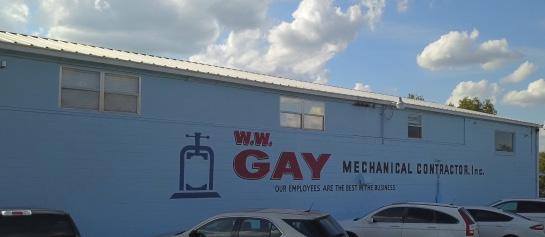 W.W.
GAY MECHANICAL CONTRACTOR, Inc.
OUR EMPLOYEES ARE THE BEST IN THE BUSINESS